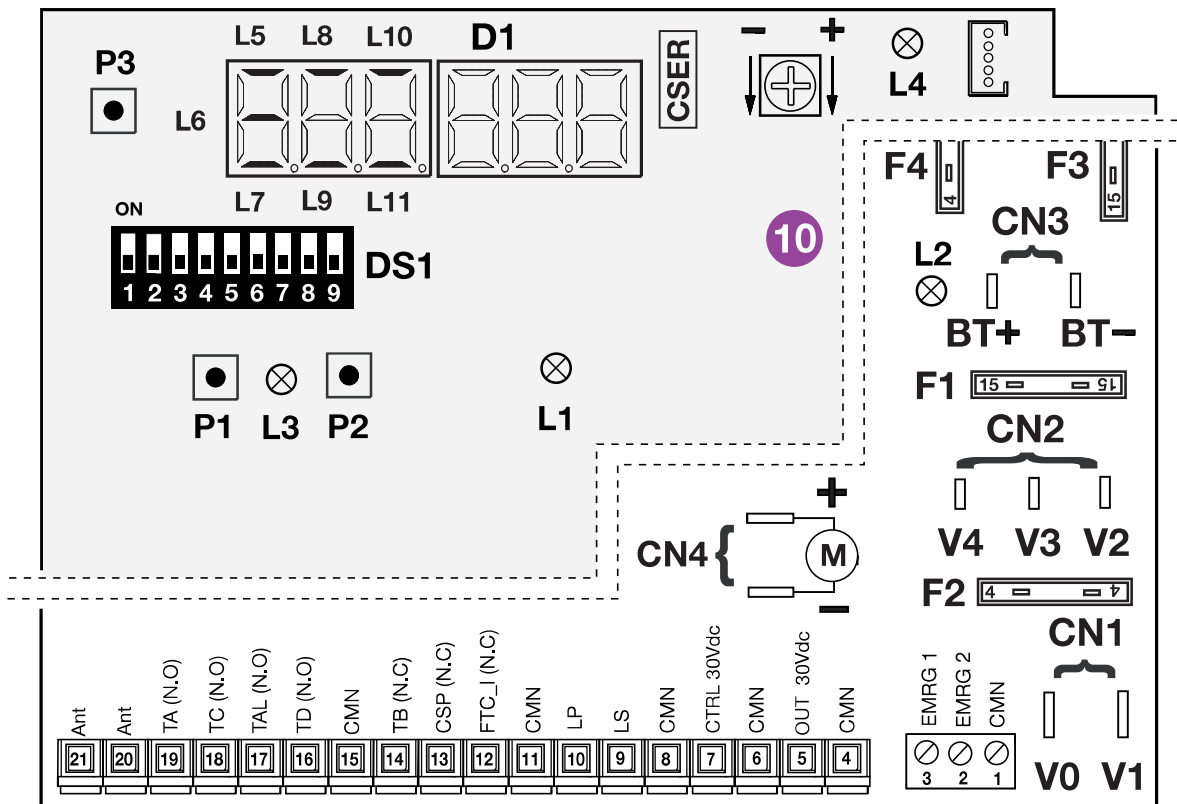 L5 L8 L10 D1 - +
P3 CSER L4
L6
F4 F3
L7 L9 L11
4 15
ON
CN3
10
L2
DS1
1 2 3 4 5 6 7 8 9
BT+ BT-
F1 15 15
P1 L3 P2 L1
CN2
+
V4 V3 V2
CN4 { M
F2 4 4
-
CN1
Ant Ant TA (N.O) TC (N.O) TAL (N.O) TD (N.O) CMN TB (N.C) CSP (N.C) FTC_I (N.C) CMN LP LS CMN CTRL 30Vdc CMN OUT 30Vdc CMN EMRG 1 EMRG 2 CMN
21 20 19 18 17 16 15 14 13 12 11 10 9 8 7 6 5 4 3 2 1
V0 V1